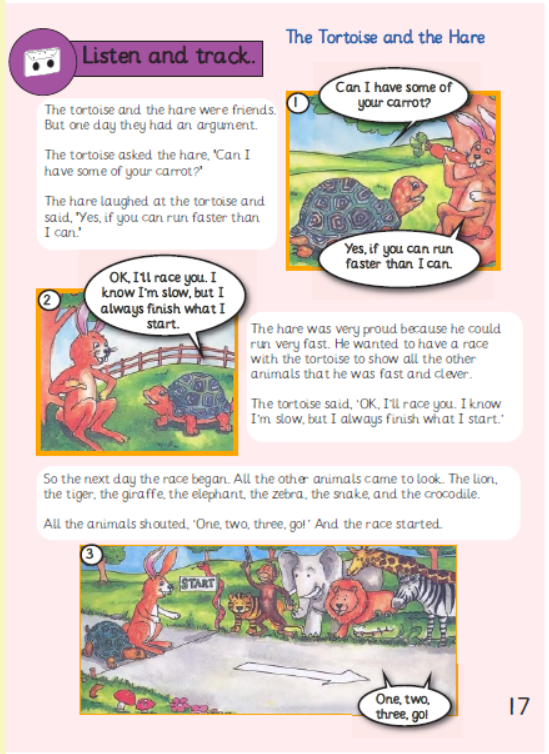 The Tortoise and the Hare
Listen and track.
The tortoise and the hare were friends.
But one day they had an argument.
The tortoise asked the hare, 'Can I
have some of your carrot?'
The hare laughed at the tortoise and
said, 'Yes, if you can run faster than
I can.'
1
Can I have some of
your carrot?
Yes, if you can run
faster than I can.
2
OK, I'll race you. I
know I'm slow, but I
always finish what I
start.
The hare was very proud because he could
run very fast. He wanted to have a race
with the tortoise to show all the other
animals that he was fast and clever.
The tortoise said, 'OK, I'll race you. I know
I'm slow, but I always finish what I start.'
So the next day the race began. All the other animals came to look. The lion,
the tiger, the giraffe, the elephant, the zebra, the snake, and the crocodile.
All the animals shouted, 'One, two, three, go!' And the race started.
3
START
One, two,
three, go!
17